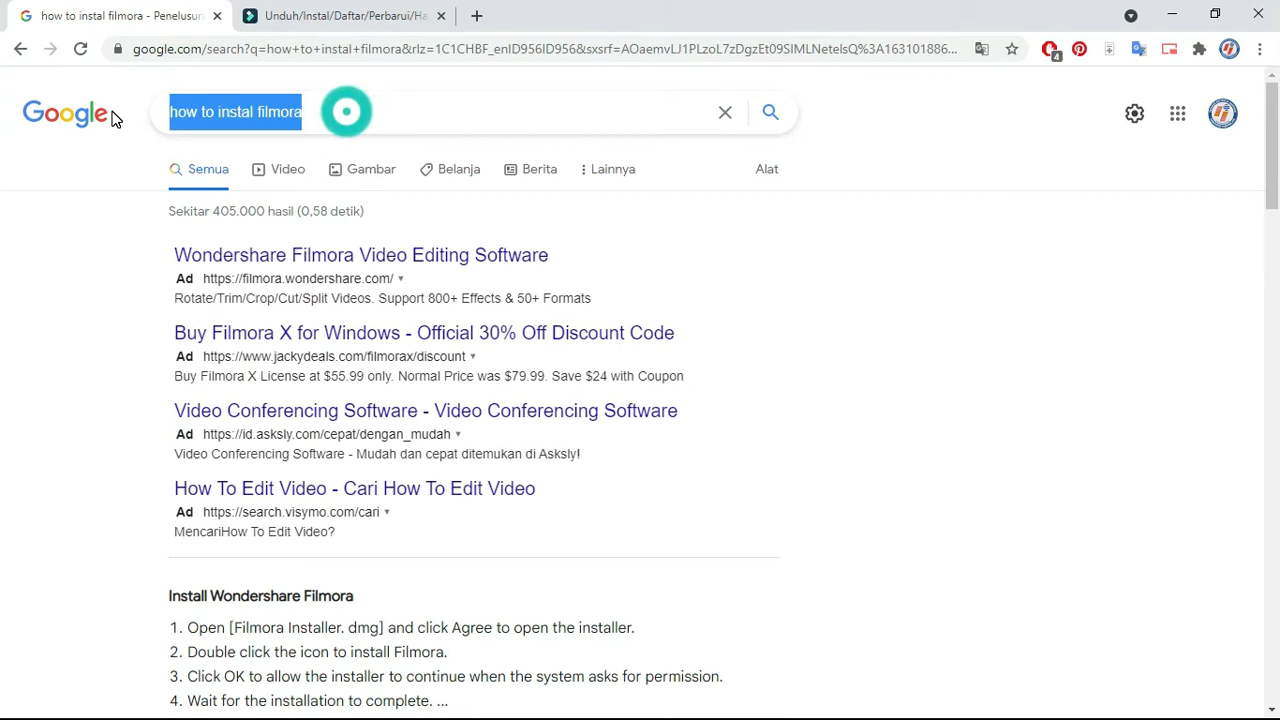 how to instal filmora - Penelusura
Unduh/Instal/Daftar/Perbarui/Ha
google.com/search?q=how+to+instal+filmora&rlz=1C1CHBF_enID956ID956&sxsrf=AOaemvLJ1PLzoL7zDgzEt09SIMLNetelsQ%3A163101886...
4
Google
how to instal filmora
Semua
Video
Gambar
Belanja
Berita
Lainnya
Alat
Sekitar 405.000 hasil (0,58 detik)
Wondershare Filmora Video Editing Software
Ad https://filmora.wondershare.com/
Rotate/Trim/Crop/Cut/Split Videos. Support 800+ Effects & 50+ Formats
Buy Filmora X for Windows - Official 30% Off Discount Code
Ad https://www.jackydeals.com/filmorax/discount
Buy Filmora X License at $55.99 only. Normal Price was $79.99. Save $24 with Coupon
Video Conferencing Software - Video Conferencing Software
Ad https://id.asksly.com/cepat/dengan_mudah
Video Conferencing Software - Mudah dan cepat ditemukan di Asksly!
How To Edit Video - Cari How To Edit Video
Ad https://search.visymo.com/cari
MencariHow To Edit Video?
Install Wondershare Filmora
1. Open [Filmora Installer. dmg] and click Agree to open the installer.
2. Double click the icon to install Filmora.
3. Click OK to allow the installer to continue when the system asks for permission.
4. Wait for the installation to complete. ...